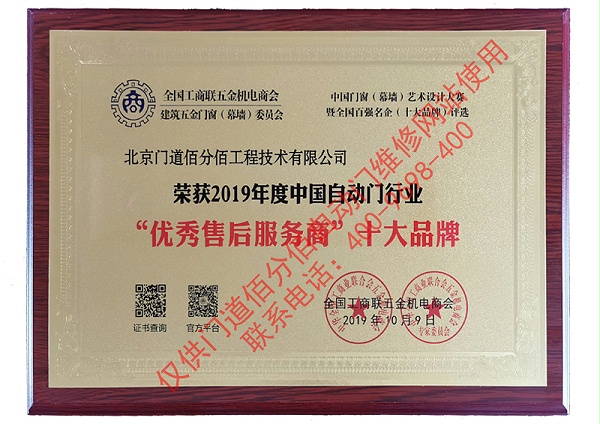 全国工商联五金机电商会
建筑五金门窗（幕墙）委员会
中国门窗（幕墙）艺术设计大赛
暨全国百强名企（十大品牌）评选
北京门道佰分佰工程技术有限公司
荣获2019年度中国自动门行业
“优秀售后服务商”十大品牌
证书查询
官方平台
全国工商联五金机电商会
2019年10月9日
专家委员会
仅供门道佰分佰自动门维修网站使用
联系电话：400-9698-400